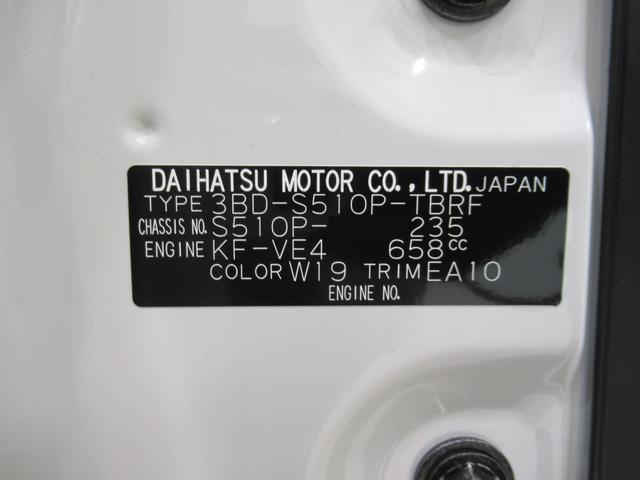 DAIHATSU MOTOR CO., LTD. JAPAN
TYPE 3BD-S510P-TBRF
CHASSIS NO. S510P- 235
ENGINE KF-VE4 658cc
COLOR W19 TRIM EA10
ENGINE NO.